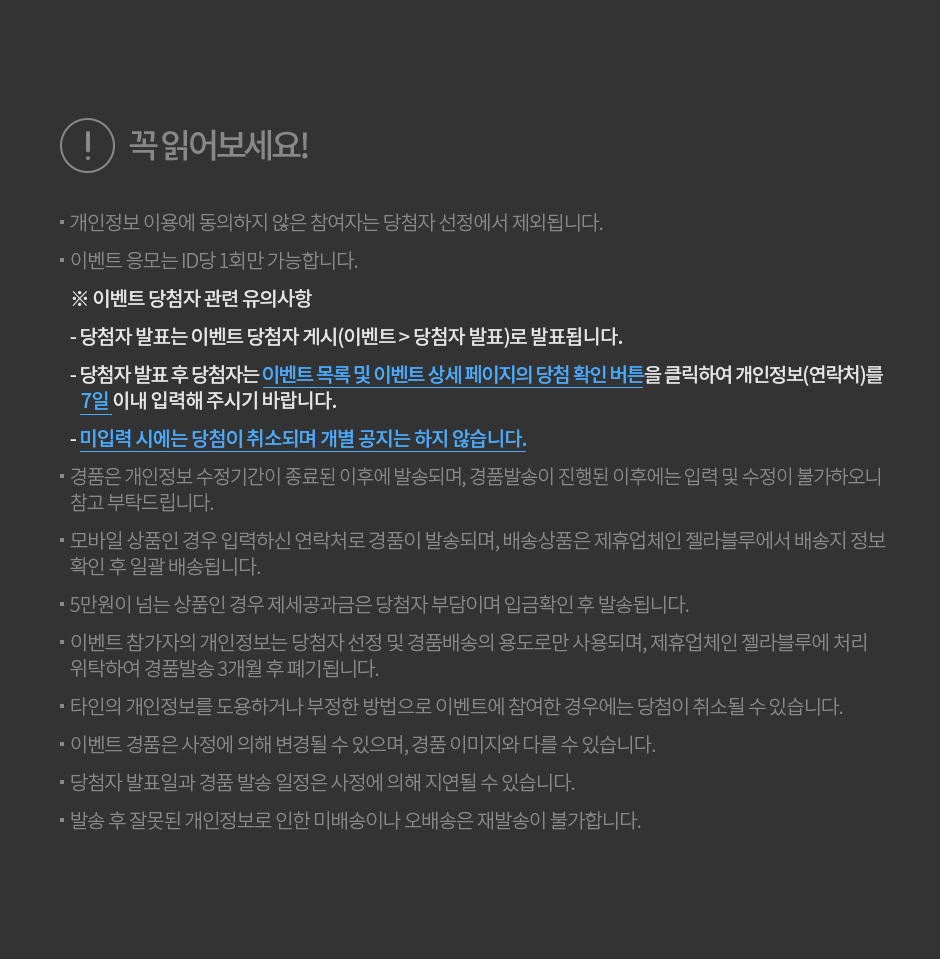 꼭 읽어보세요!
개인정보 이용에 동의하지 않은 참여자는 당첨자 선정에서 제외됩니다.
이벤트 응모는 ID당 1회만 가능합니다.
※ 이벤트 당첨자 관련 유의사항
- 당첨자 발표는 이벤트 당첨자 게시(이벤트 > 당첨자 발표)로 발표됩니다.
- 당첨자 발표 후 당첨자는 이벤트 목록 및 이벤트 상세 페이지의 당첨 확인 버튼을 클릭하여 개인정보(연락처)를
7일 이내 입력해 주시기 바랍니다.
- 미입력 시에는 당첨이 취소되며 개별 공지는 하지 않습니다.
경품은 개인정보 수정기간이 종료된 이후에 발송되며, 경품발송이 진행된 이후에는 입력 및 수정이 불가하오니
참고 부탁드립니다.
모바일 상품인 경우 입력하신 연락처로 경품이 발송되며, 배송상품은 제휴업체인 젤라블루에서 배송지 정보
확인 후 일괄 배송됩니다.
5만원이 넘는 상품인 경우 제세공과금은 당첨자 부담이며 입금확인 후 발송됩니다.
이벤트 참가자의 개인정보는 당첨자 선정 및 경품배송의 용도로만 사용되며, 제휴업체인 젤라블루에 처리
위탁하여 경품발송 3개월 후 폐기됩니다.
타인의 개인정보를 도용하거나 부정한 방법으로 이벤트에 참여한 경우에는 당첨이 취소될 수 있습니다.
이벤트 경품은 사정에 의해 변경될 수 있으며, 경품 이미지와 다를 수 있습니다.
당첨자 발표일과 경품 발송 일정은 사정에 의해 지연될 수 있습니다.
발송 후 잘못된 개인정보로 인한 미배송이나 오배송은 재발송이 불가합니다.